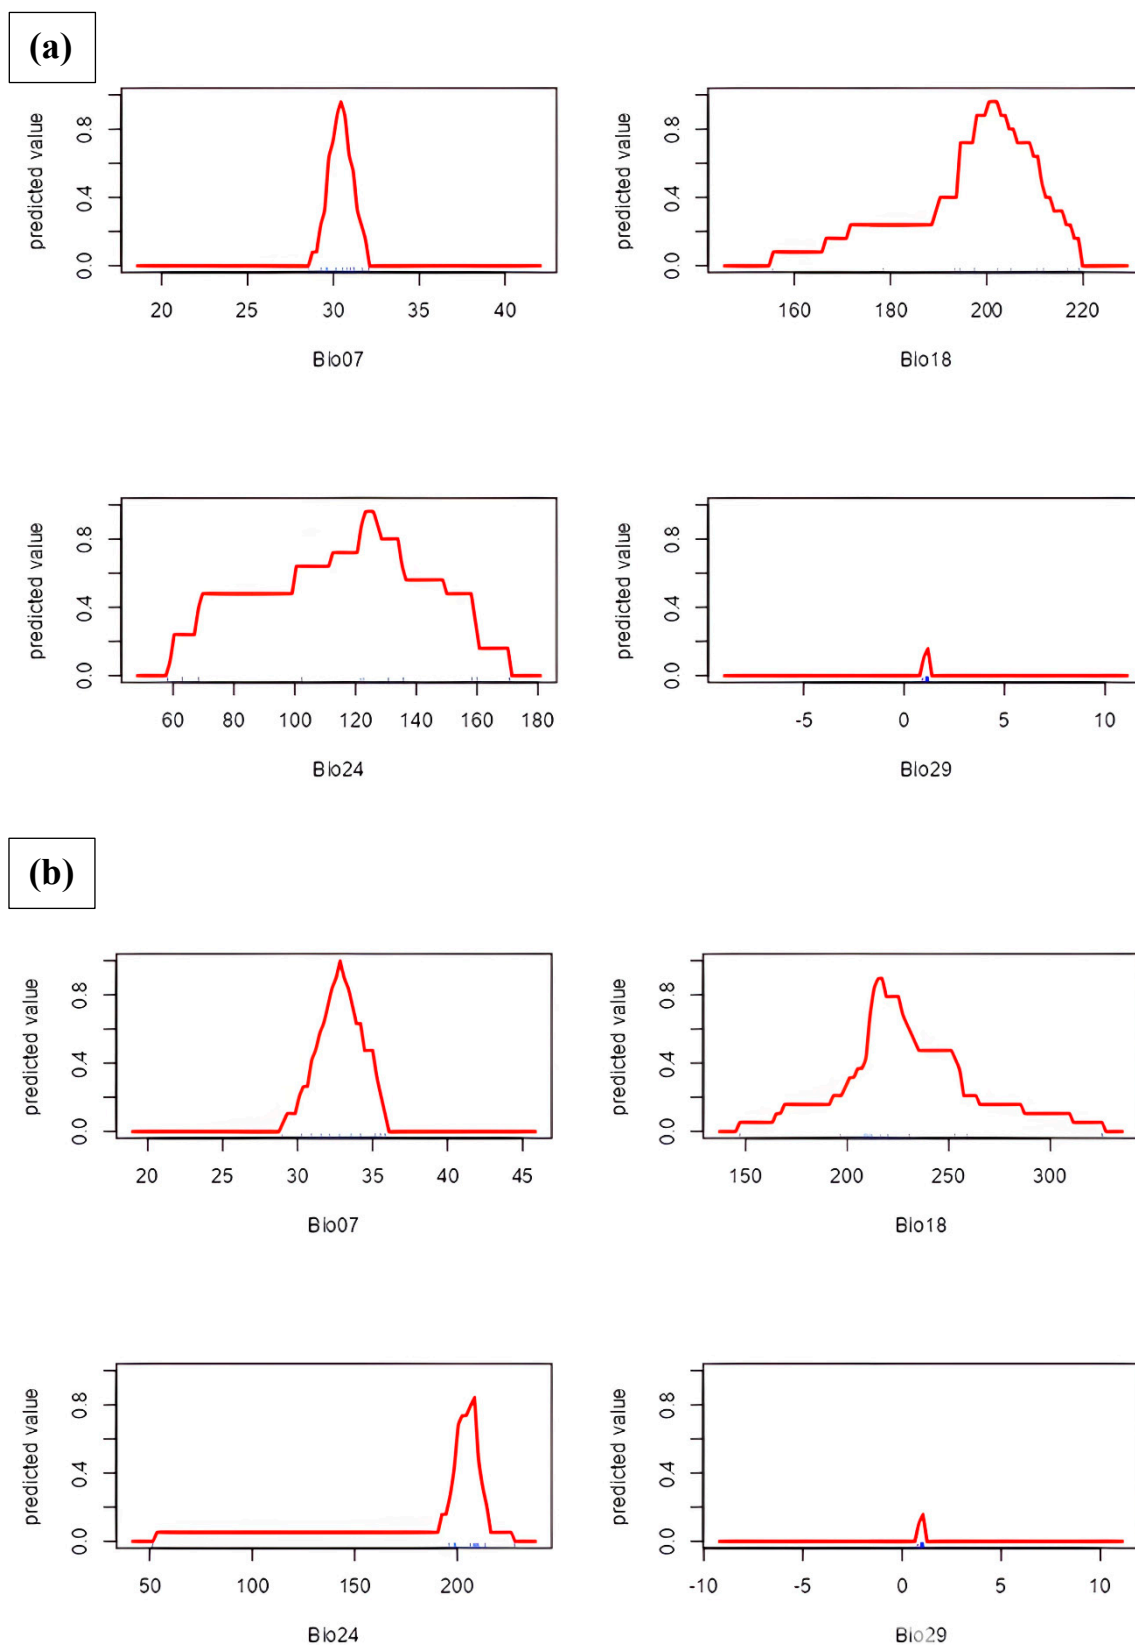 (a)
predicted value
0.0 0.4 0.8
20 25 30 35 40
Bio07
predicted value
0.0 0.4 0.8
160 180 200 220
Bio18
predicted value
0.0 0.4 0.8
60 80 100 120 140 160 180
Bio24
predicted value
0.0 0.4 0.8
-5 0 5 10
Bio29
(b)
predicted value
0.0 0.4 0.8
20 25 30 35 40 45
Bio07
predicted value
0.0 0.4 0.8
150 200 250 300
Bio18
predicted value
0.0 0.4 0.8
50 100 150 200
Bio24
predicted value
0.0 0.4 0.8
-10 -5 0 5 10
Bio29